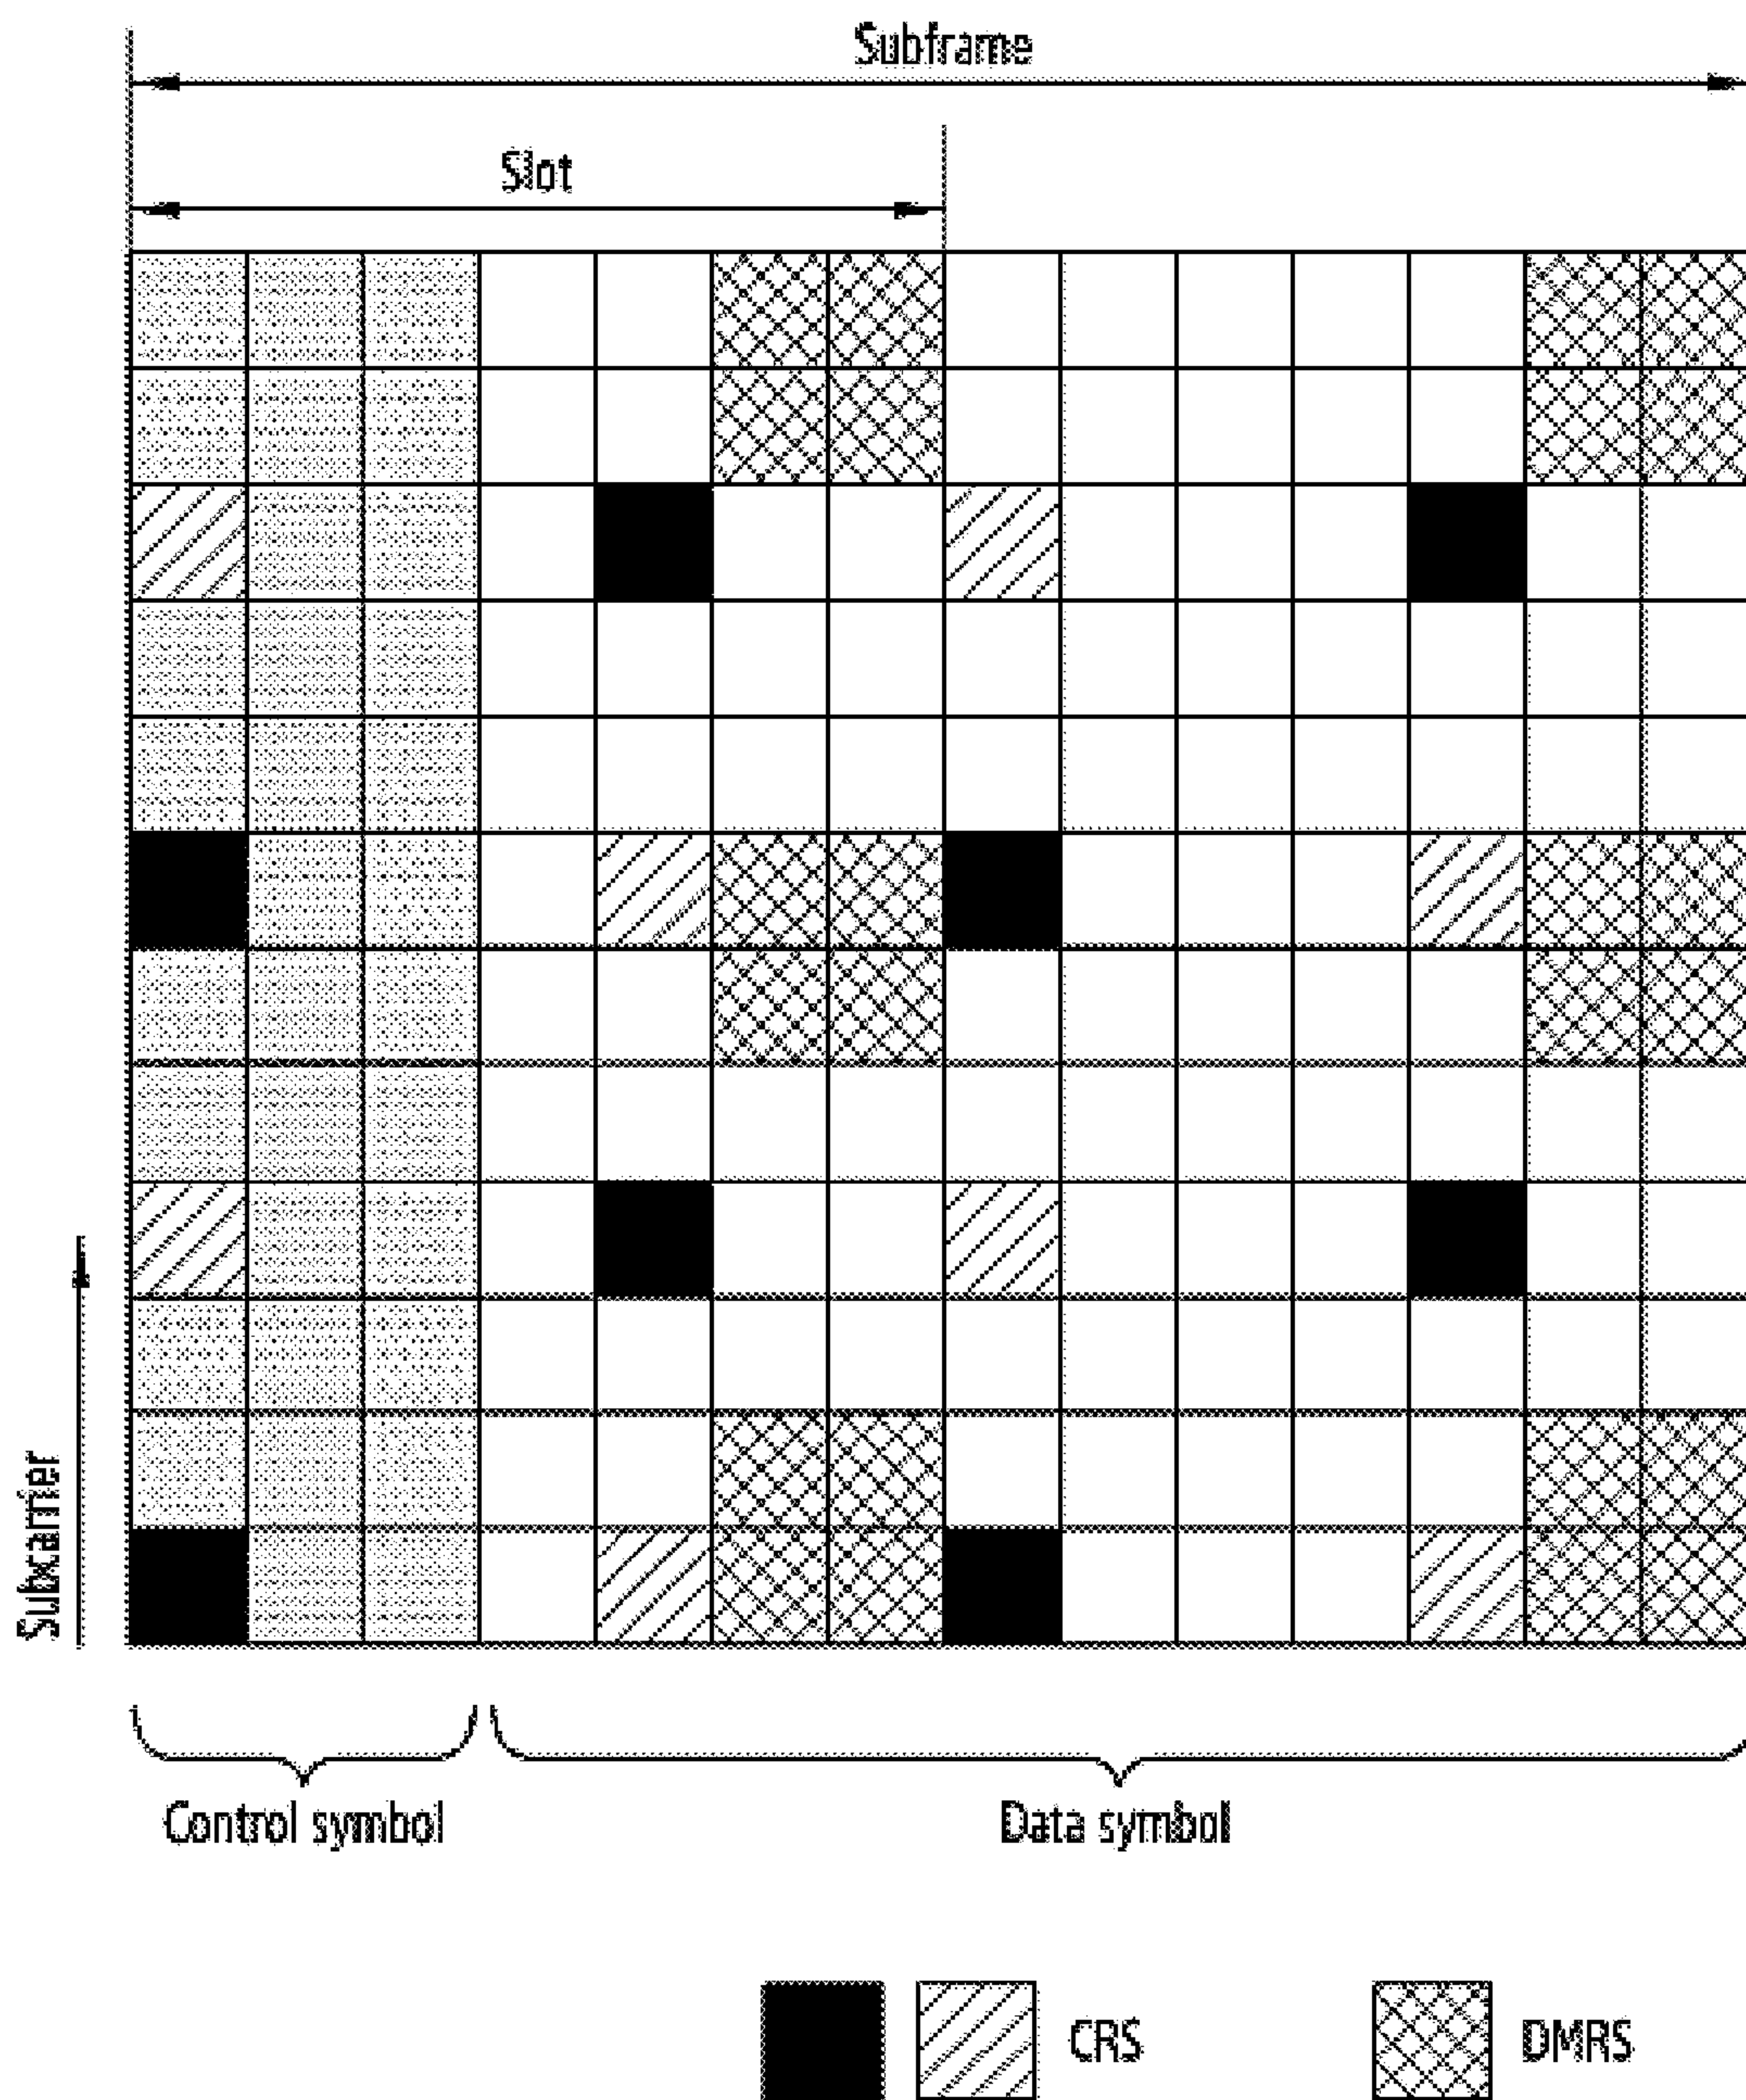 Subframe
Slot
Subcarrier
Control symbol
Data symbol
CRS
DMRS